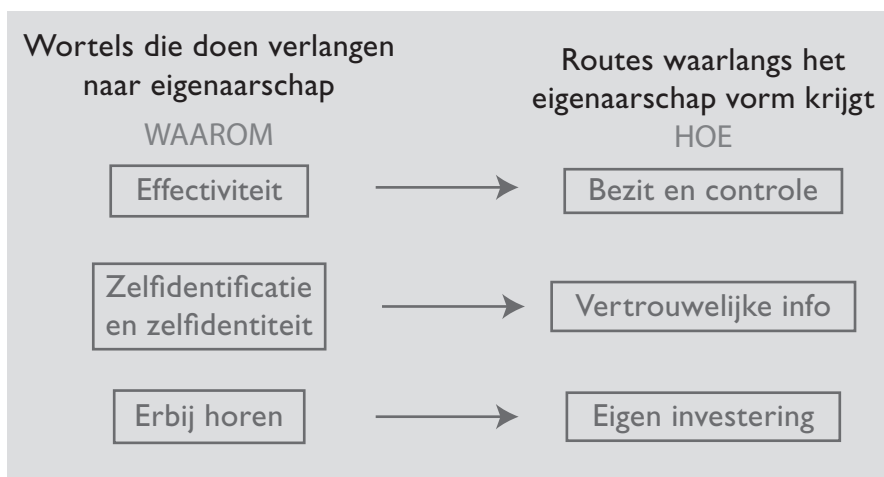 Wortels die doen verlangen
naar eigenaarschap
WAAROM
Effectiviteit
Zelfidentificatie
en zelfidentiteit
Erbij horen
Routes waarlangs het
eigenaarschap vorm krijgt
HOE
Bezit en controle
Vertrouwelijke info
Eigen investering